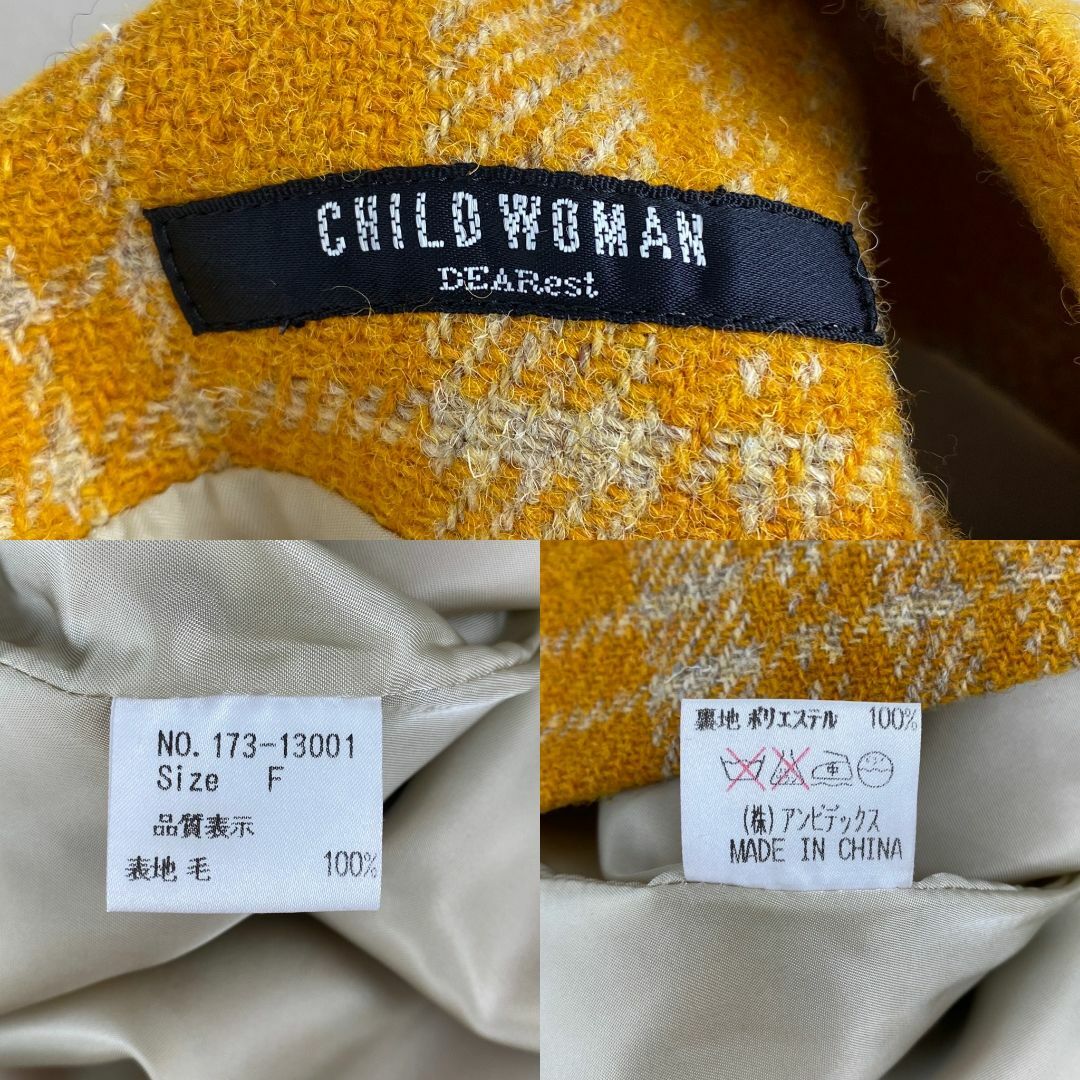 CHILD WOMAN
DEARest
NO. 173-13001
Size F
品質表示
表地 毛 100%
裏地 ポリエステル 100%
中
(株) アンビデックス
MADE IN CHINA